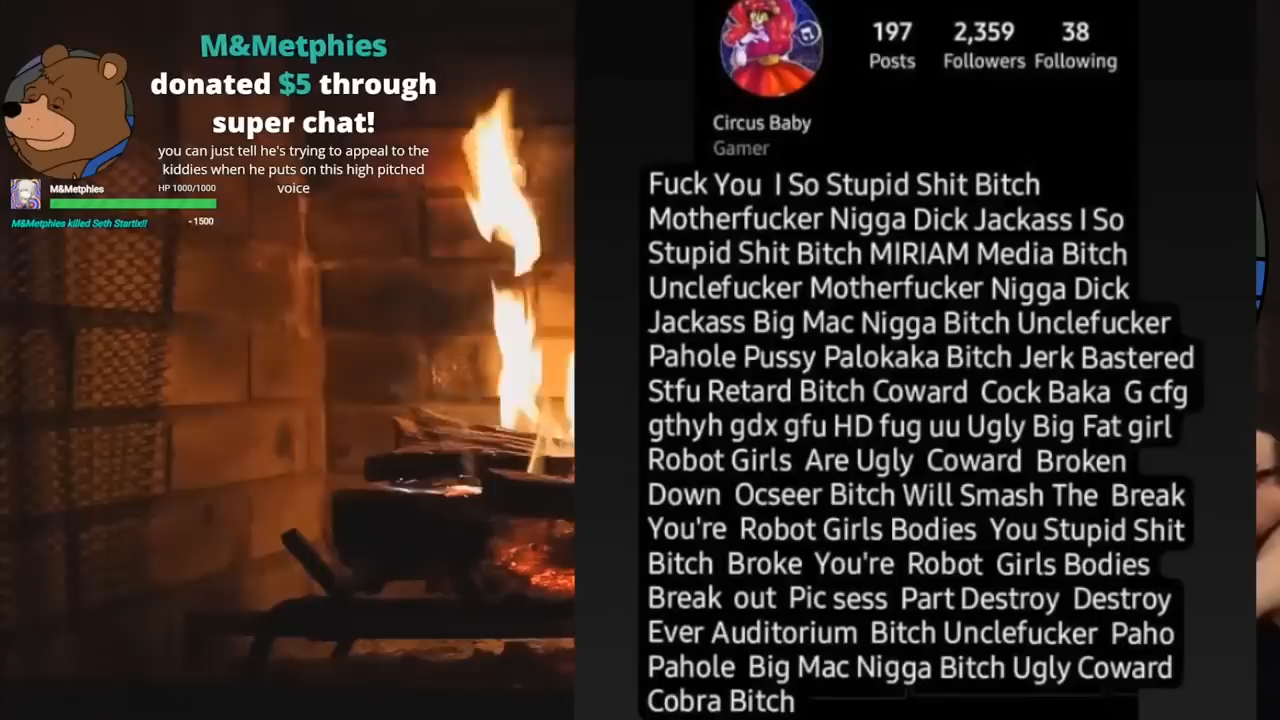 M&Metphies
donated $5 through
super chat!
you can just tell he's trying to appeal to the
kiddies when he puts on this high pitched
voice
M&Metphies
HP 1000/1000
M&Metphies killed Seth Startix!!
-1500
197
2,359
38
Posts
Followers
Following
Circus Baby
Gamer
Fuck You I So Stupid Shit Bitch
Motherfucker Nigga Dick Jackass I So
Stupid Shit Bitch MIRIAM Media Bitch
Unclefucker Motherfucker Nigga Dick
Jackass Big Mac Nigga Bitch Unclefucker
Pahole Pussy Palokaka Bitch Jerk Bastered
Stfu Retard Bitch Coward Cock Baka G cfg
gthyh gdx gfu HD fug uu Ugly Big Fat girl
Robot Girls Are Ugly Coward Broken
Down Ocseer Bitch Will Smash The Break
You're Robot Girls Bodies You Stupid Shit
Bitch Broke You're Robot Girls Bodies
Break out Pic sess Part Destroy Destroy
Ever Auditorium Bitch Unclefucker Paho
Pahole Big Mac Nigga Bitch Ugly Coward
Cobra Bitch